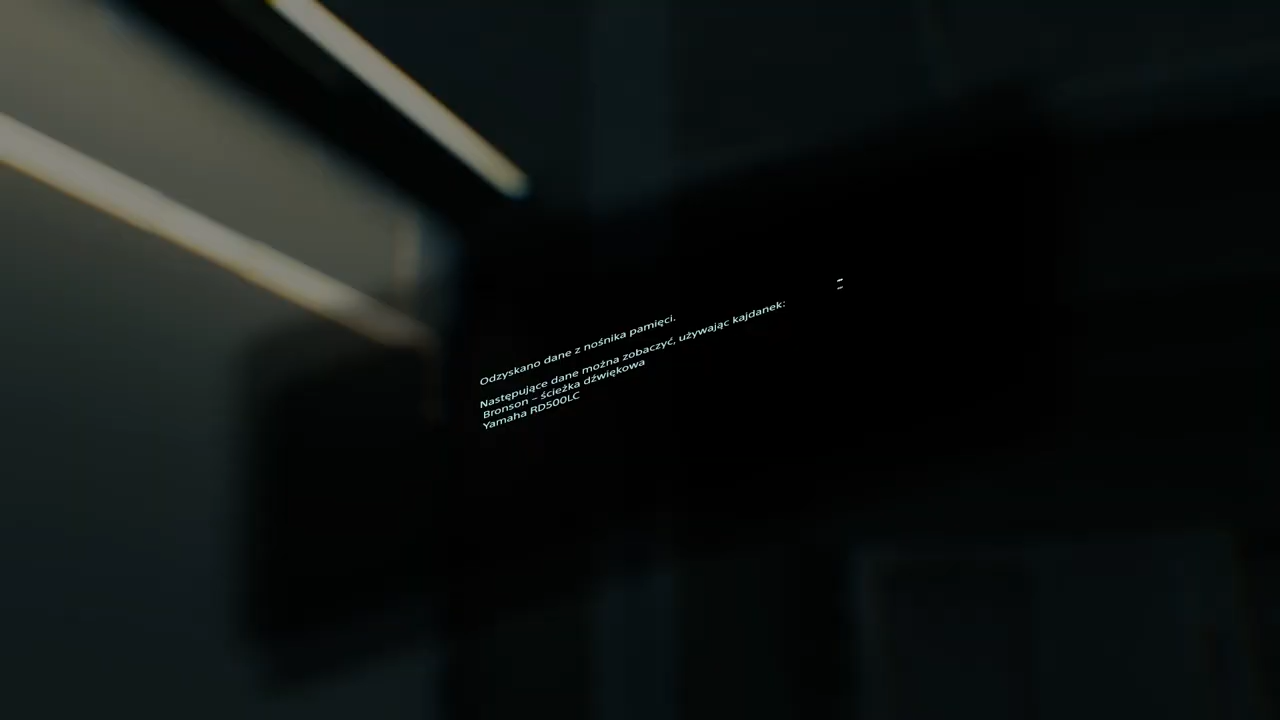 Odzyskano dane z nośnika pamięci.
Następujące dane można zobaczyć, używając kajdanek:
Bronson – ścieżka dźwiękowa
Yamaha RD500LC